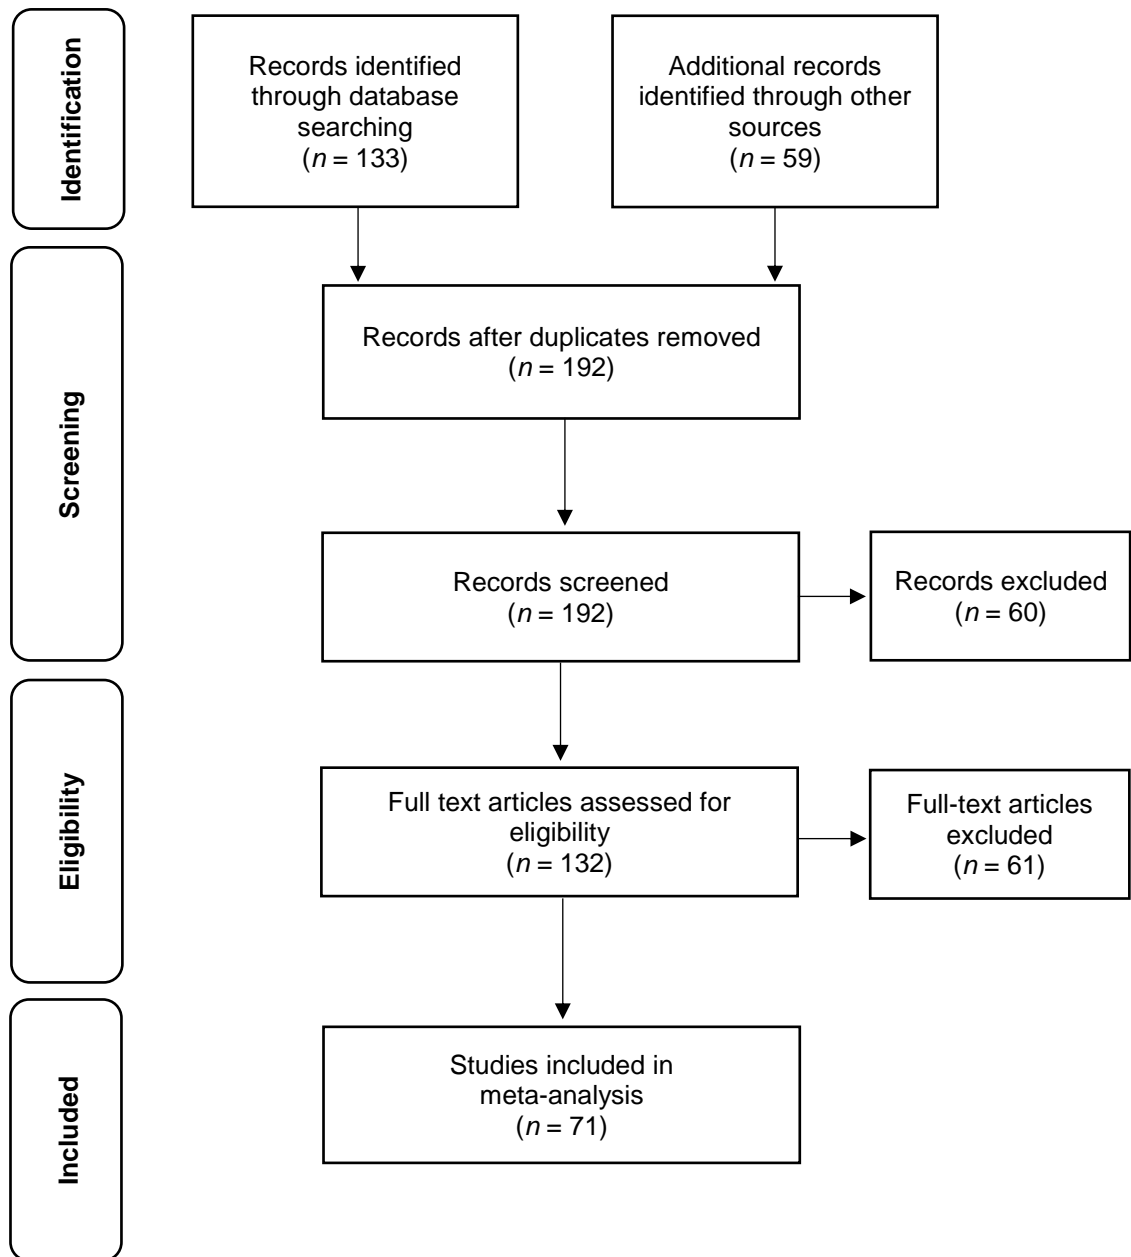 Identification
Records identified
through database
searching
(n = 133)
Additional records
identified through other
sources
(n = 59)
Screening
Records after duplicates removed
(n = 192)
Records screened
(n = 192)
Records excluded
(n = 60)
Eligibility
Full text articles assessed for
eligibility
(n = 132)
Full-text articles
excluded
(n = 61)
Included
Studies included in
meta-analysis
(n = 71)